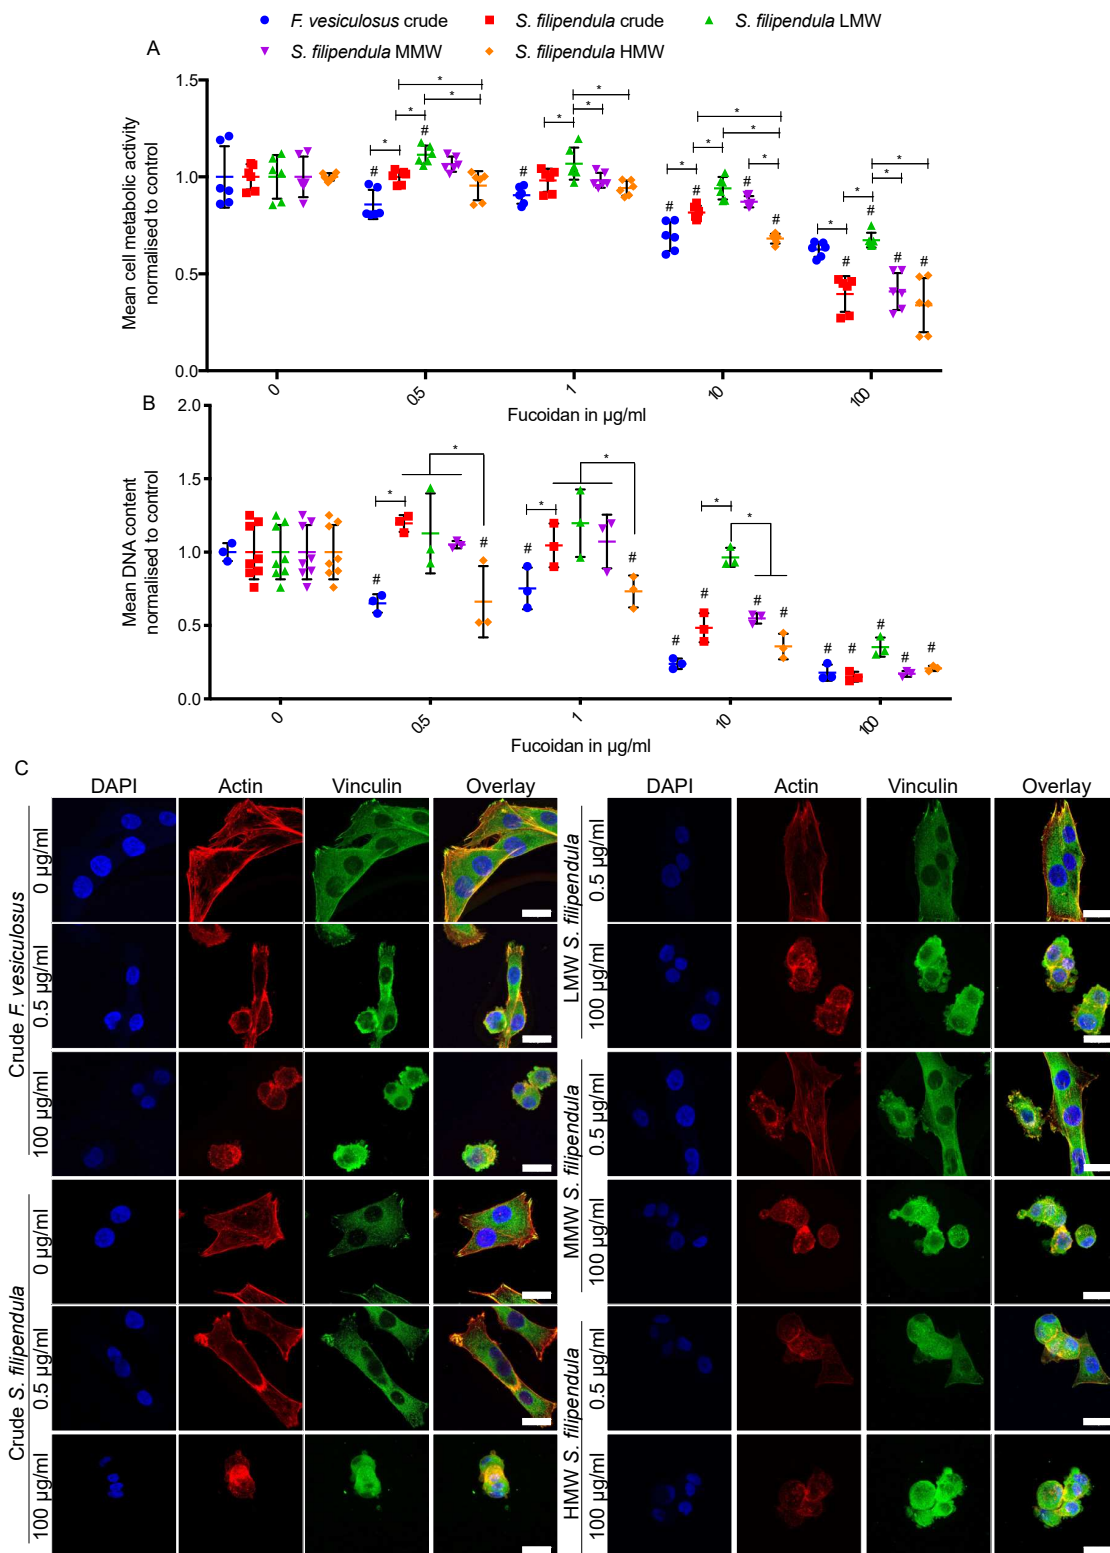 F. vesiculosus crude S. filipendula crude S. filipendula LMW
S. filipendula MMW S. filipendula HMW
A
Mean cell metabolic activity
normalised to control
1.5
* * * *
* * # *
# * #
1.0
* * * *
# # # #
* * * *
# # # #
0.5
0.0
0 0.5 1 10 100
Fucoidan in µg/ml
B
Mean DNA content
normalised to control
2.0
* *
1.5
* * * *
# # #
1.0
# # # #
0.5
# # # # # #
0.0
0 0.5 1 10 100
Fucoidan in µg/ml
C
DAPI Actin Vinculin Overlay DAPI Actin Vinculin Overlay
Crude F. vesiculosus
0 µg/ml
0.5 µg/ml
100 µg/ml
Crude S. filipendula
0 µg/ml
0.5 µg/ml
100 µg/ml
LMW S. filipendula
0.5 µg/ml
100 µg/ml
MMW S. filipendula
0.5 µg/ml
100 µg/ml
HMW S. filipendula
0.5 µg/ml
100 µg/ml